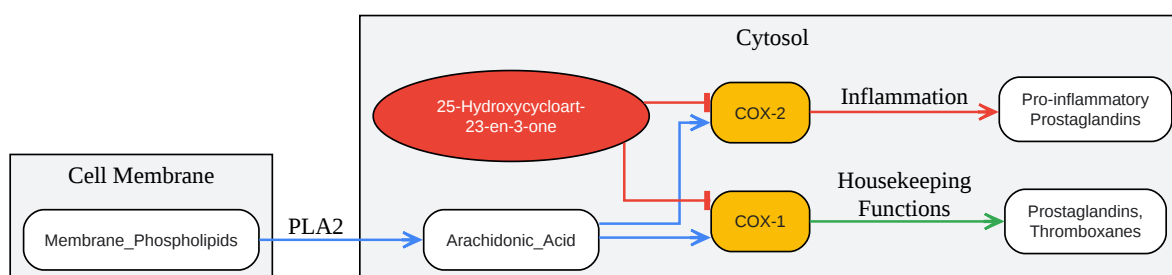 Cytosol
25-Hydroxycycloart-
23-en-3-one
COX-2
Inflammation
Pro-inflammatory
Prostaglandins
Cell Membrane
Membrane_Phospholipids
PLA2
Arachidonic_Acid
COX-1
Housekeeping
Functions
Prostaglandins,
Thromboxanes